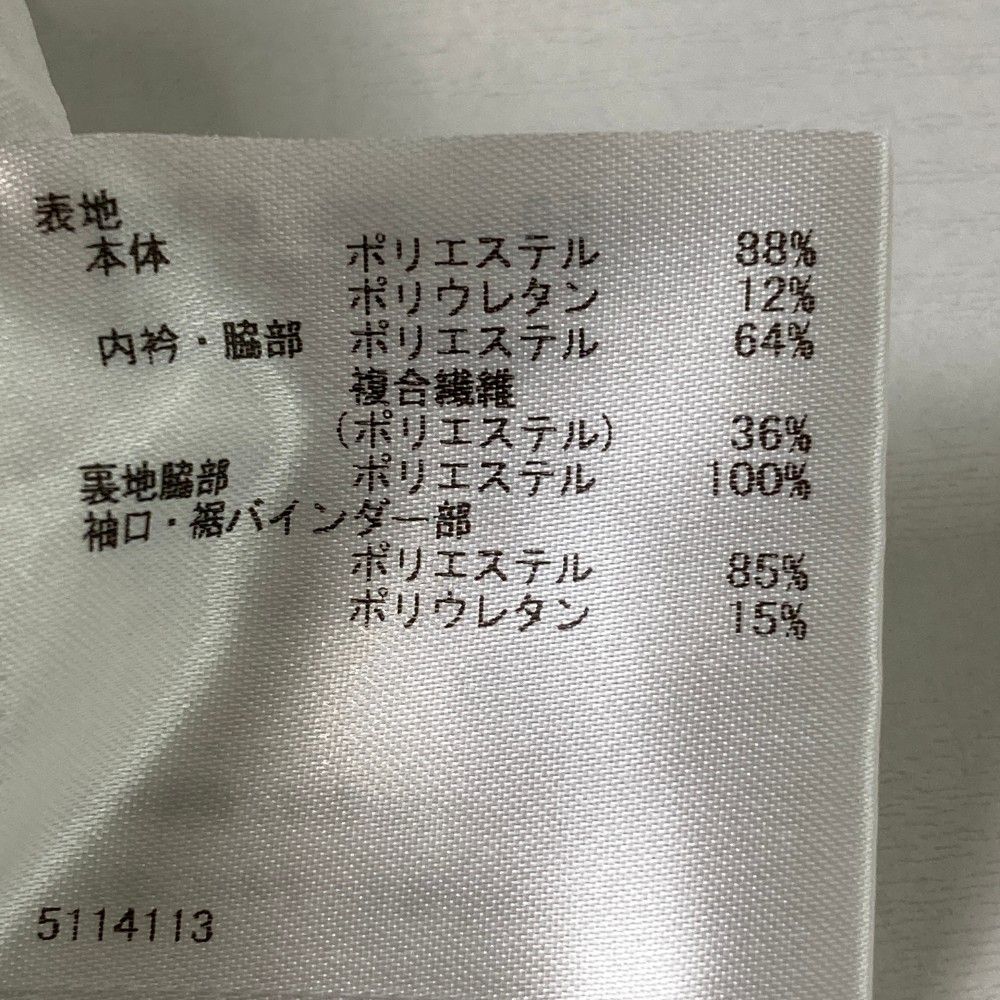 表地
本体 ポリエステル 88%
ポリウレタン 12%
内衿・脇部 ポリエステル 64%
複合繊維
(ポリエステル) 36%
裏地脇部 ポリエステル 100%
袖口・裾バインダー部
ポリエステル 85%
ポリウレタン 15%
5114113